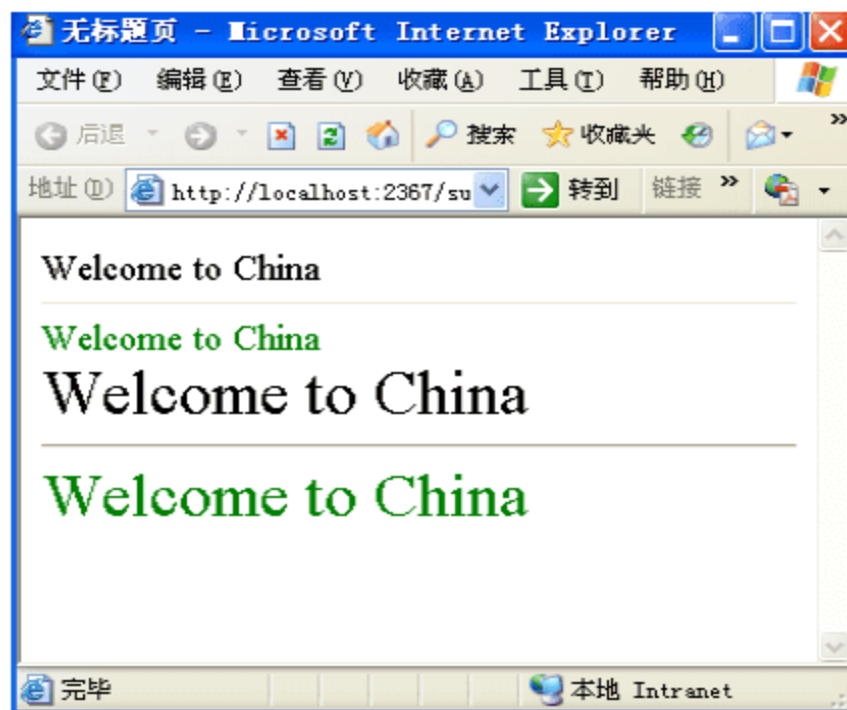 无标题页 - Microsoft Internet Explorer
文件(F) 编辑(E) 查看(V) 收藏(A) 工具(T) 帮助(H)
后退 搜索 收藏夹 »
地址(D) http://localhost:2367/su 转到 链接 »
Welcome to China
Welcome to China
Welcome to China
Welcome to China
完毕 本地 Intranet